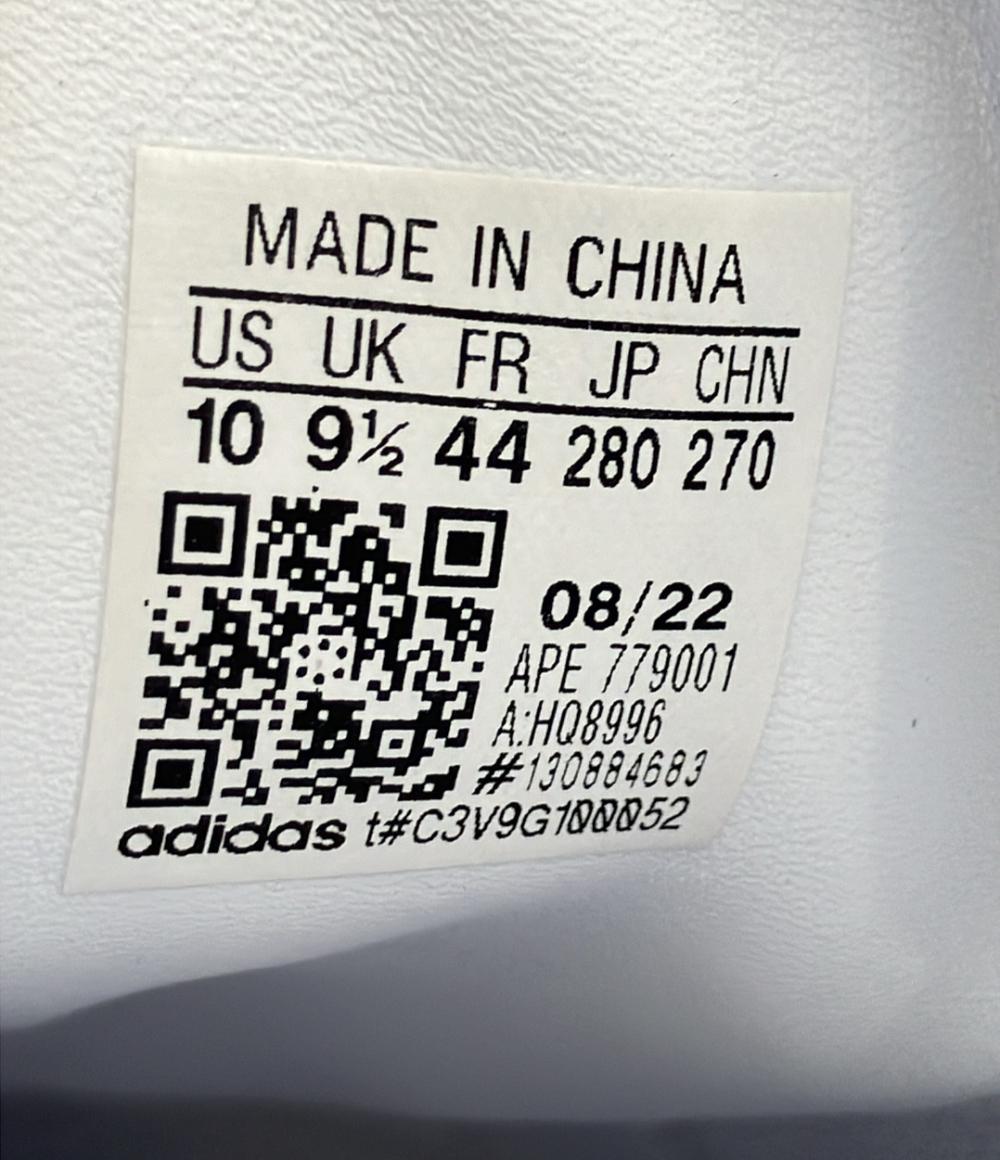 MADE IN CHINA
US UK FR JP CHN
10 9½ 44 280 270
08/22
APE 779001
A:HQ8996
#130884683
adidas t#C3V9G100052